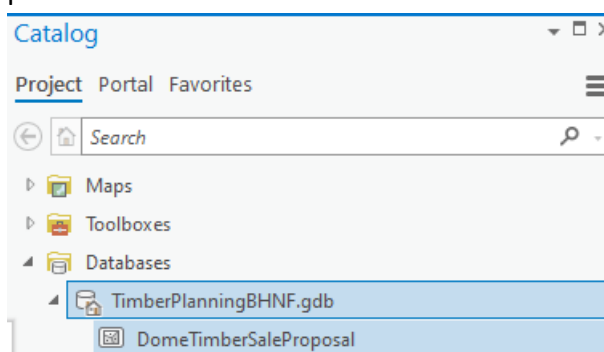 Catalog
Project Portal Favorites
Search
Maps
Toolboxes
Databases
TimberPlanningBHNF.gdb
DomeTimberSaleProposal